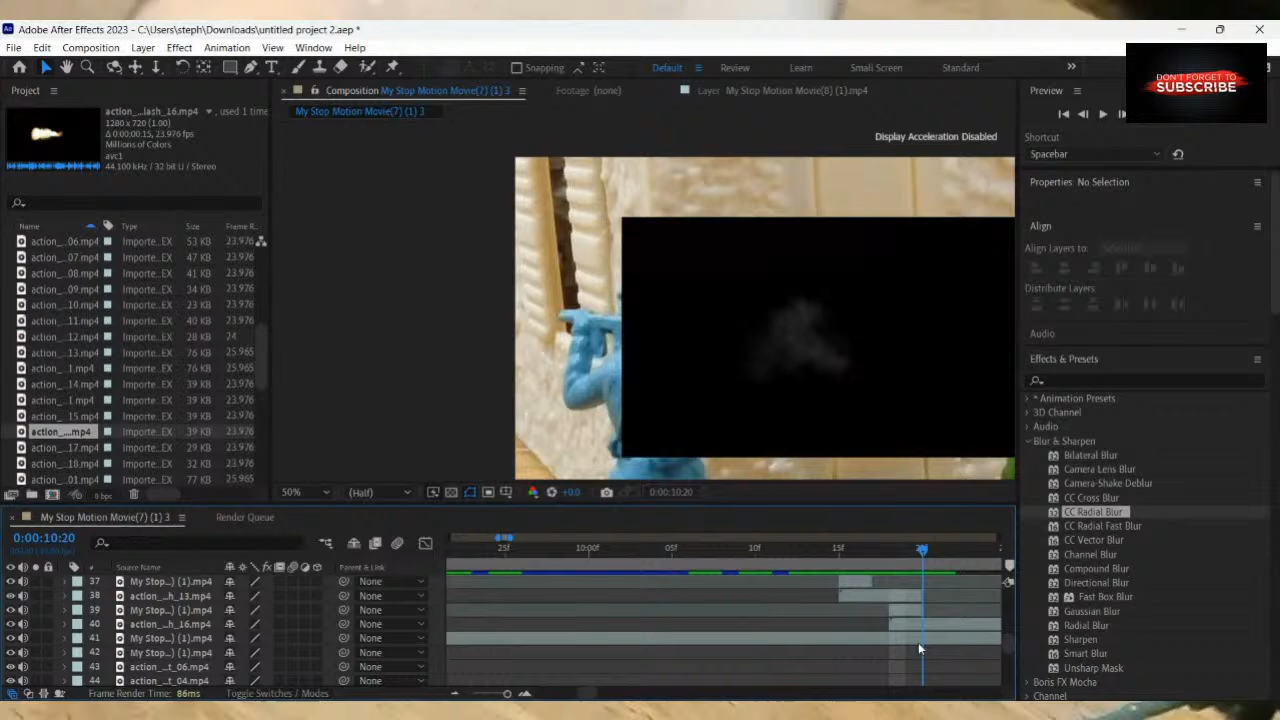 Adobe After Effects 2023 - C:\Users\steph\Downloads\untitled project 2.aep *
File Edit Composition Layer Effect Animation View Window Help
Snapping Default Review Learn Small Screen Standard
DON'T FORGET TO
SUBSCRIBE
Project
Composition My Stop Motion Movie(7) (1) 3 Footage (none) Layer My Stop Motion Movie(8) (1).mp4
Preview
My Stop Motion Movie(7) (1) 3
action_...lash_16.mp4 , used 1 time
1280 x 720 (1.00)
Δ 0:00:00:15, 23.976 fps
Millions of Colors
avc1
44.100 kHz / 32 bit U / Stereo
Display Acceleration Disabled
Shortcut
Spacebar
Properties: No Selection
Align
Align Layers to:
Distribute Layers:
Audio
Effects & Presets
Name Type Size Frame R...
action_...06.mp4 Importe...EX 53 KB 23.976
action_...07.mp4 Importe...EX 47 KB 23.976
action_...08.mp4 Importe...EX 41 KB 23.976
action_...09.mp4 Importe...EX 34 KB 23.976
action_...10.mp4 Importe...EX 23 KB 23.976
action_...11.mp4 Importe...EX 40 KB 23.976
action_...12.mp4 Importe...EX 28 KB 24
action_...13.mp4 Importe...EX 76 KB 25.965
action_...1.mp4 Importe...EX 76 KB 25.965
action_...14.mp4 Importe...EX 39 KB 23.976
action_...1.mp4 Importe...EX 39 KB 23.976
action_...15.mp4 Importe...EX 39 KB 23.976
action_...mp4 Importe...EX 39 KB 23.976
action_...17.mp4 Importe...EX 29 KB 23.976
action_...18.mp4 Importe...EX 39 KB 23.976
action_...01.mp4 Importe...EX 77 KB 25.965
8 bpc
50% (Half) +0.0 0:00:10:20
* Animation Presets
3D Channel
Audio
Blur & Sharpen
Bilateral Blur
Camera Lens Blur
Camera-Shake Deblur
CC Cross Blur
CC Radial Blur
CC Radial Fast Blur
CC Vector Blur
Channel Blur
Compound Blur
Directional Blur
Fast Box Blur
Gaussian Blur
Radial Blur
Sharpen
Smart Blur
Unsharp Mask
Boris FX Mocha
Channel
My Stop Motion Movie(7) (1) 3 Render Queue
0:00:10:20
25f 10:00f 05f 10f 15f 20f
# Source Name Parent & Link
37 My Stop...) (1).mp4 None
38 action_...h_13.mp4 None
39 My Stop...) (1).mp4 None
40 action_...h_16.mp4 None
41 My Stop...) (1).mp4 None
42 My Stop...) (1).mp4 None
43 action_...t_06.mp4 None
44 action_...t_04.mp4 None
Frame Render Time: 86ms Toggle Switches / Modes